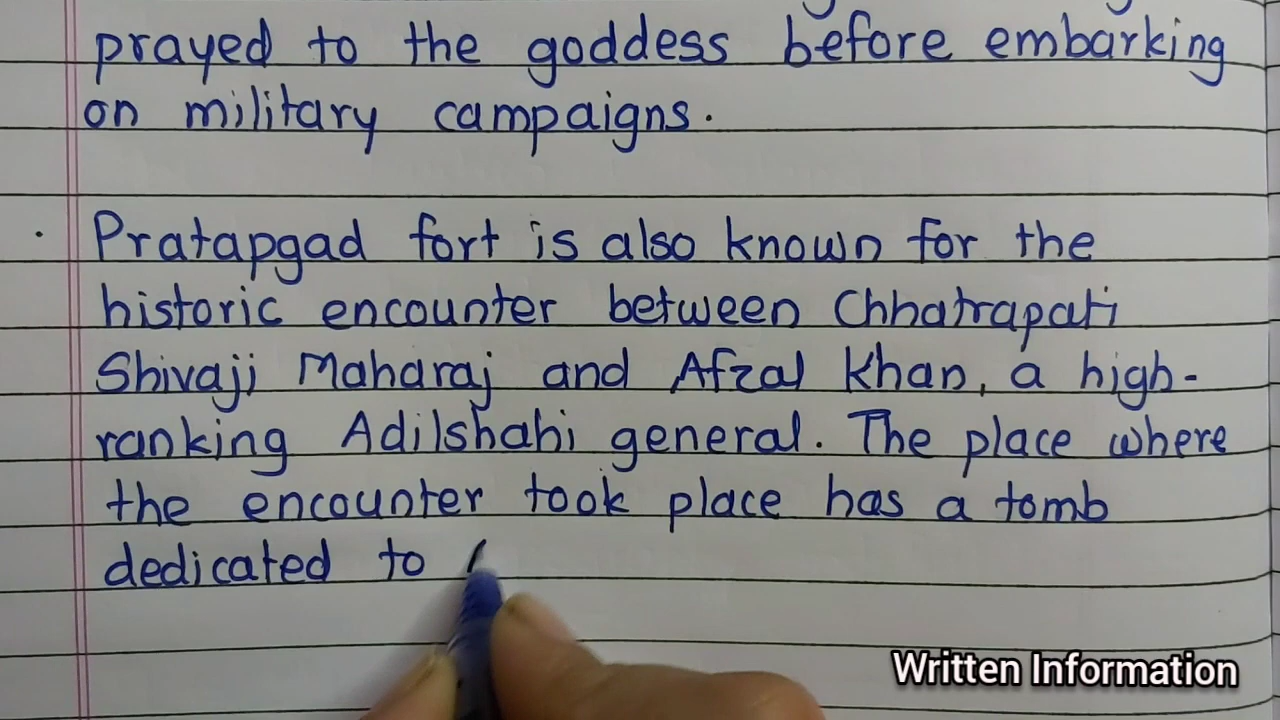 prayed to the goddess before embarking
on military campaigns.
. Pratapgad fort is also known for the
historic encounter between Chhatrapati
Shivaji Maharaj and Afzal Khan, a high-
ranking Adilshahi general. The place where
the encounter took place has a tomb
dedicated to
Written Information